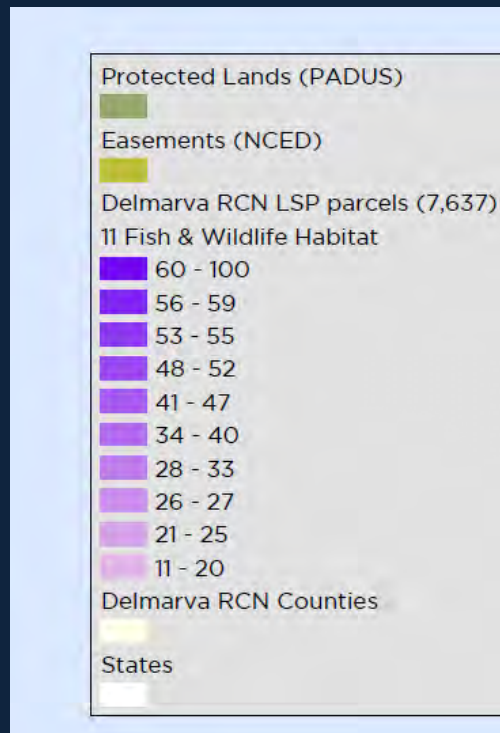 Protected Lands (PADUS)
Easements (NCED)
Delmarva RCN LSP parcels (7,637)
11 Fish & Wildlife Habitat
60 - 100
56 - 59
53 - 55
48 - 52
41 - 47
34 - 40
28 - 33
26 - 27
21 - 25
11 - 20
Delmarva RCN Counties
States